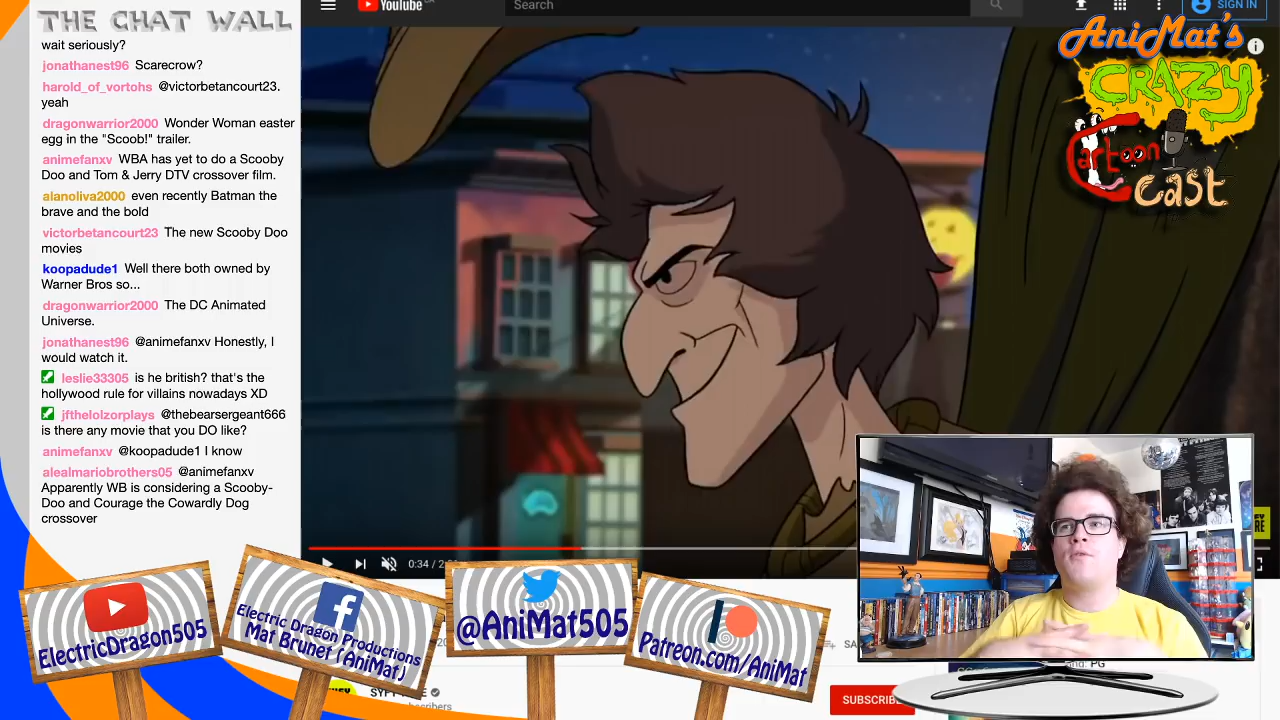 THE CHAT WALL
wait seriously?
jonathanest96 Scarecrow?
harold_of_vortohs @victorbetancourt23.
yeah
dragonwarrior2000 Wonder Woman easter
egg in the "Scoob!" trailer.
animefanxv WBA has yet to do a Scooby
Doo and Tom & Jerry DTV crossover film.
alanoliva2000 even recently Batman the
brave and the bold
victorbetancourt23 The new Scooby Doo
movies
koopadude1 Well there both owned by
Warner Bros so...
dragonwarrior2000 The DC Animated
Universe.
jonathanest96 @animefanxv Honestly, I
would watch it.
leslie33305 is he british? that's the
hollywood rule for villains nowadays XD
jfthelolzorplays @thebearsergeant666
is there any movie that you DO like?
animefanxv @koopadude1 I know
alealmariobrothers05 @animefanxv
Apparently WB is considering a Scooby-
Doo and Courage the Cowardly Dog
crossover
YouTube
Search
SIGN IN
AniMat's
CRAZY
Cartoon
Cast
0:34 / 2:
ElectricDragon505
Electric Dragon Productions
Mat Brunet (AniMat)
@AniMat505
Patreon.com/AniMat
SUBSCRIBE
PG